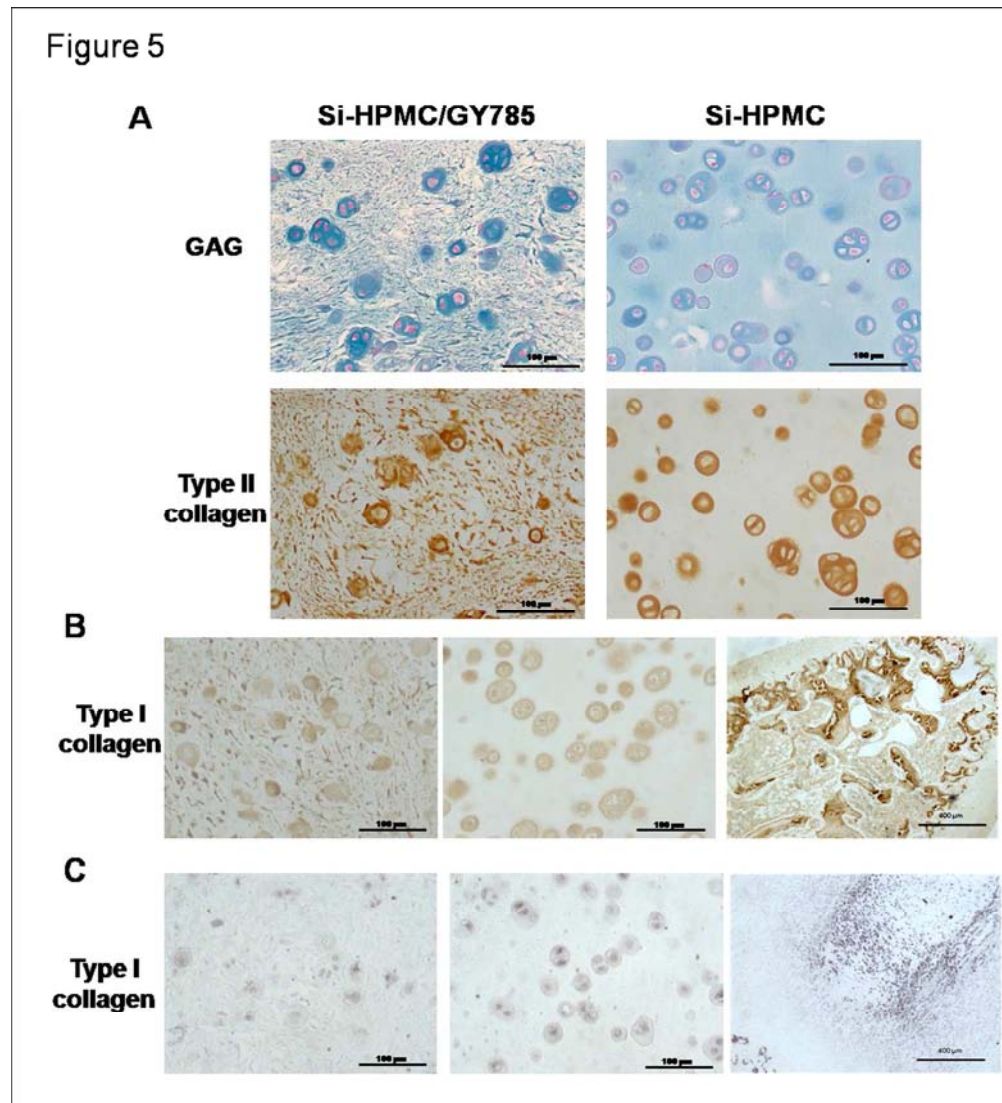 Figure 5
A
Si-HPMC/GY785
Si-HPMC
GAG
100 µm
100 µm
Type II
collagen
100 µm
100 µm
B
Type I
collagen
100 µm
100 µm
400 µm
C
Type I
collagen
100 µm
100 µm
400 µm